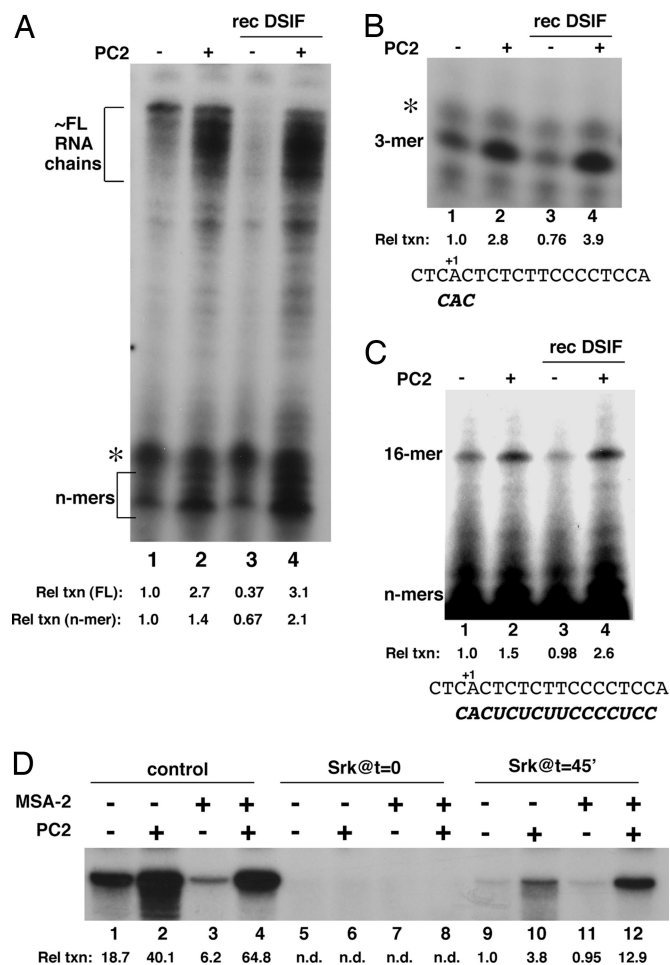 A
rec DSIF
PC2 - + - +
~FL
RNA
chains
*
n-mers
1 2 3 4
Rel txn (FL): 1.0 2.7 0.37 3.1
Rel txn (n-mer): 1.0 1.4 0.67 2.1
B
rec DSIF
PC2 - + - +
*
3-mer
1 2 3 4
Rel txn: 1.0 2.8 0.76 3.9
+1
CTCACTCTCTTCCCCTCCA
CAC
C
rec DSIF
PC2 - + - +
16-mer
n-mers
1 2 3 4
Rel txn: 1.0 1.5 0.98 2.6
+1
CTCACTCTCTTCCCCTCCA
CACUCUCUUCCCCUCC
D
control Srk@t=0 Srk@t=45'
MSA-2 - - + + - - + + - - + +
PC2 - + - + - + - + - + - +
1 2 3 4 5 6 7 8 9 10 11 12
Rel txn: 18.7 40.1 6.2 64.8 n.d. n.d. n.d. n.d. 1.0 3.8 0.95 12.9